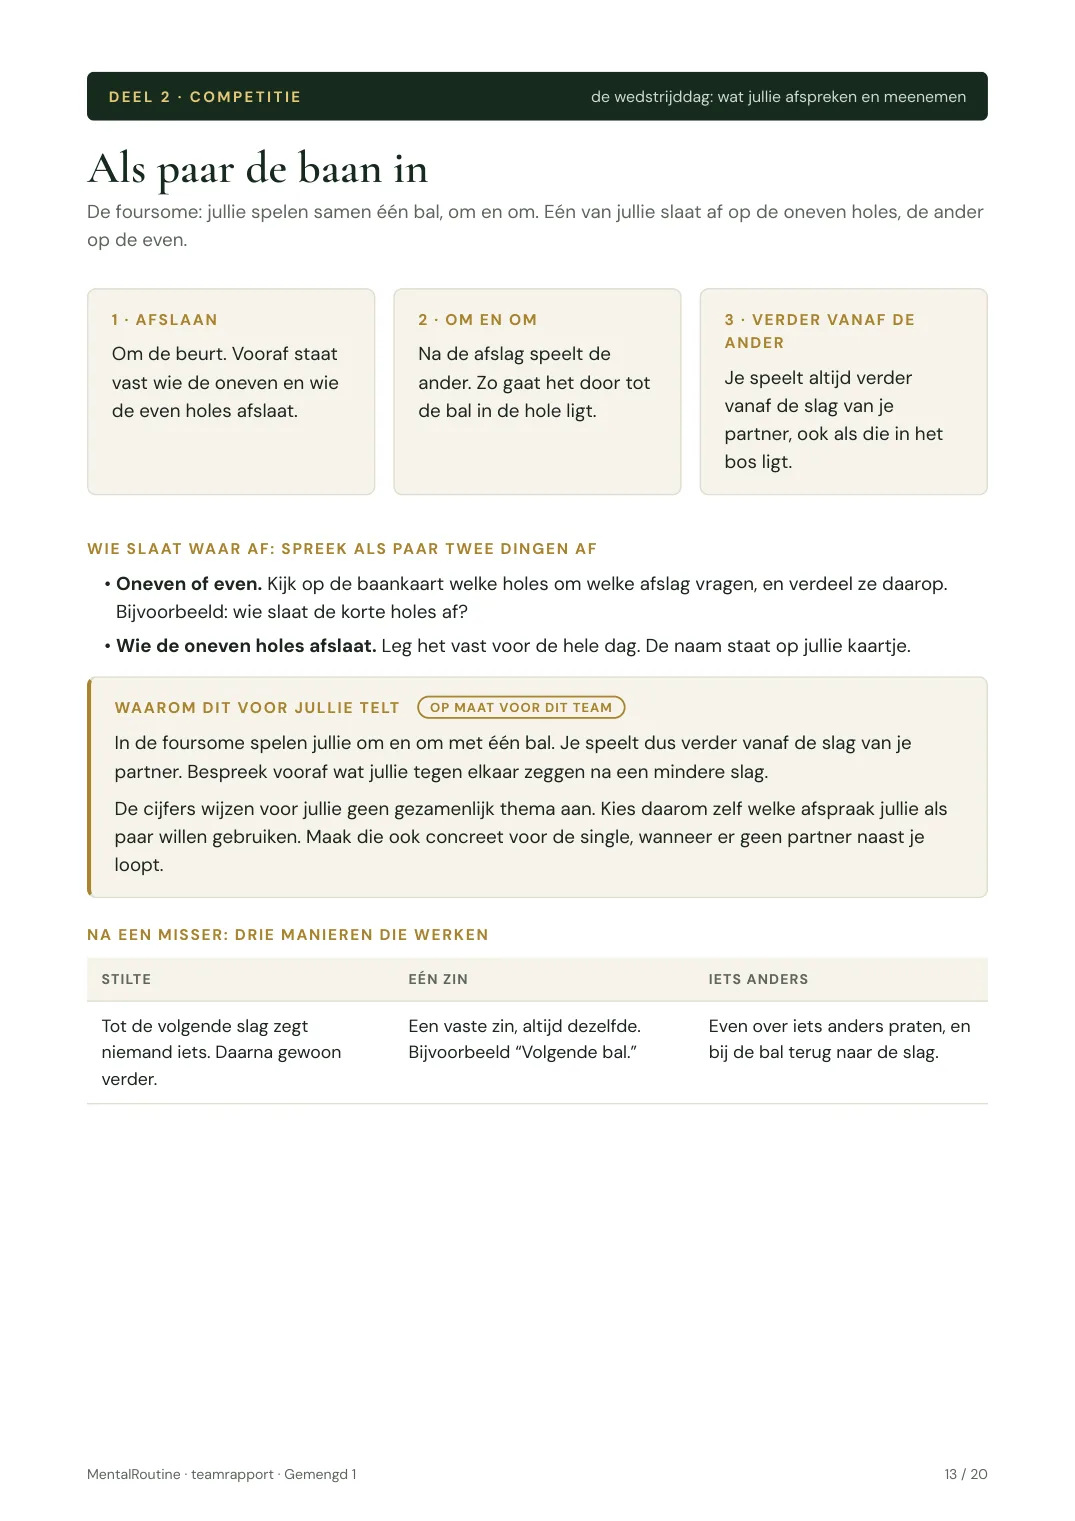 DEEL 2 · COMPETITIE
de wedstrijddag: wat jullie afspreken en meenemen
Als paar de baan in
De foursome: jullie spelen samen één bal, om en om. Eén van jullie slaat af op de oneven holes, de ander
op de even.
1 · AFSLAAN
Om de beurt. Vooraf staat
vast wie de oneven en wie
de even holes afslaat.
2 · OM EN OM
Na de afslag speelt de
ander. Zo gaat het door tot
de bal in de hole ligt.
3 · VERDER VANAF DE
ANDER
Je speelt altijd verder
vanaf de slag van je
partner, ook als die in het
bos ligt.
WIE SLAAT WAAR AF: SPREEK ALS PAAR TWEE DINGEN AF
• Oneven of even. Kijk op de baankaart welke holes om welke afslag vragen, en verdeel ze daarop.
Bijvoorbeeld: wie slaat de korte holes af?
• Wie de oneven holes afslaat. Leg het vast voor de hele dag. De naam staat op jullie kaartje.
WAAROM DIT VOOR JULLIE TELT
OP MAAT VOOR DIT TEAM
In de foursome spelen jullie om en om met één bal. Je speelt dus verder vanaf de slag van je
partner. Bespreek vooraf wat jullie tegen elkaar zeggen na een mindere slag.
De cijfers wijzen voor jullie geen gezamenlijk thema aan. Kies daarom zelf welke afspraak jullie als
paar willen gebruiken. Maak die ook concreet voor de single, wanneer er geen partner naast je
loopt.
NA EEN MISSER: DRIE MANIEREN DIE WERKEN
STILTE
Tot de volgende slag zegt
niemand iets. Daarna gewoon
verder.
EÉN ZIN
Een vaste zin, altijd dezelfde.
Bijvoorbeeld “Volgende bal.”
IETS ANDERS
Even over iets anders praten, en
bij de bal terug naar de slag.
MentalRoutine · teamrapport · Gemengd 1
13 / 20